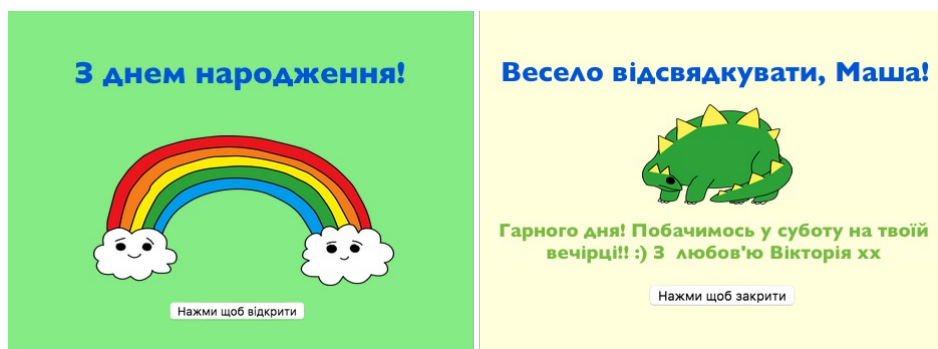 З днем народження!
Нажми щоб відкрити
Весело відсвядкувати, Маша!
Гарного дня! Побачимось у суботу на твоїй
вечірці!! :) З любов'ю Вікторія хх
Нажми щоб закрити